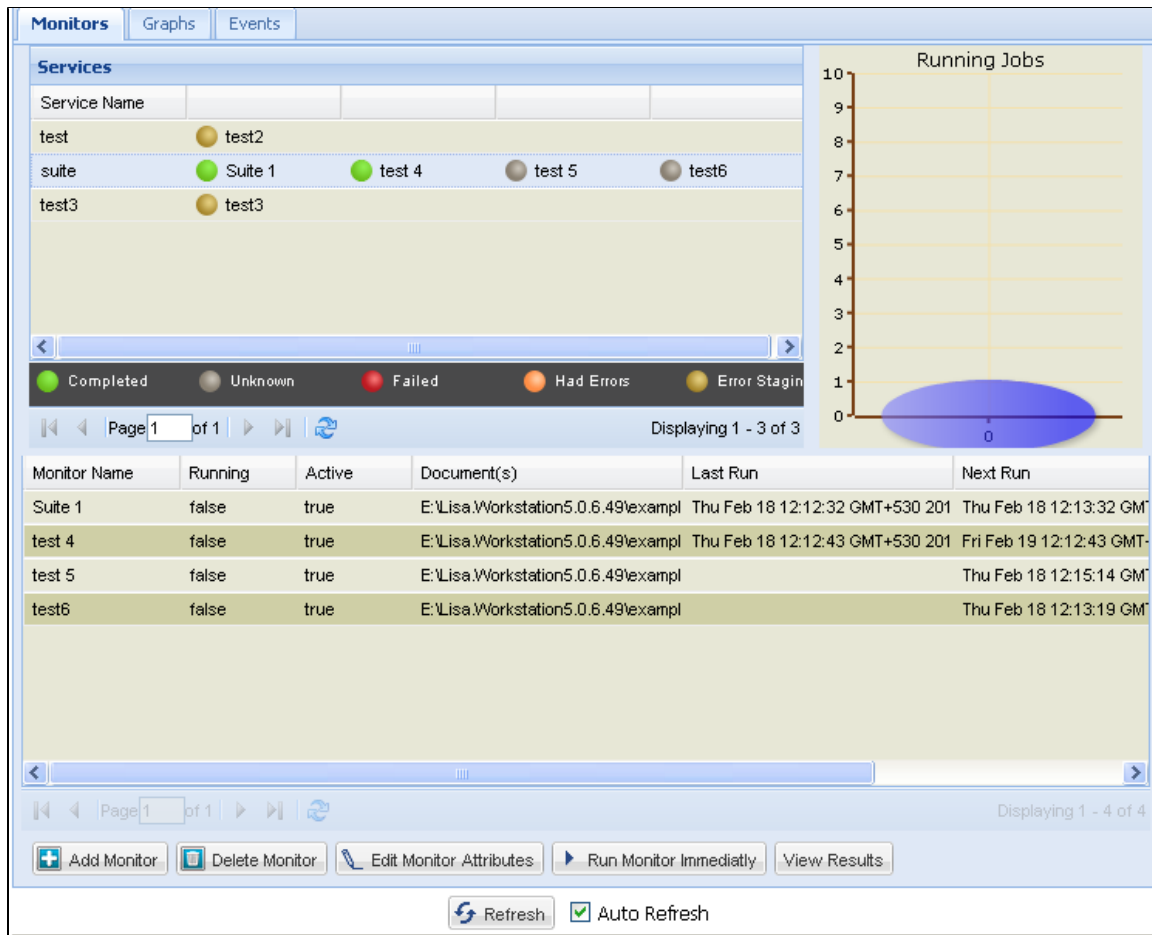 Monitors Graphs Events
Services
Service Name
test test2
suite Suite 1 test 4 test 5 test6
test3 test3
Completed Unknown Failed Had Errors Error Stagin
Page 1 of 1 Displaying 1 - 3 of 3
Running Jobs
10
9
8
7
6
5
4
3
2
1
0
0
Monitor Name Running Active Document(s) Last Run Next Run
Suite 1 false true E:\Lisa.Workstation5.0.6.49\exampl Thu Feb 18 12:12:32 GMT+530 201 Thu Feb 18 12:13:32 GMT
test 4 false true E:\Lisa.Workstation5.0.6.49\exampl Thu Feb 18 12:12:43 GMT+530 201 Fri Feb 19 12:12:43 GMT-
test 5 false true E:\Lisa.Workstation5.0.6.49\exampl Thu Feb 18 12:15:14 GMT
test6 false true E:\Lisa.Workstation5.0.6.49\exampl Thu Feb 18 12:13:19 GMT
Page 1 of 1 Displaying 1 - 4 of 4
Add Monitor Delete Monitor Edit Monitor Attributes Run Monitor Immediatly View Results
Refresh Auto Refresh